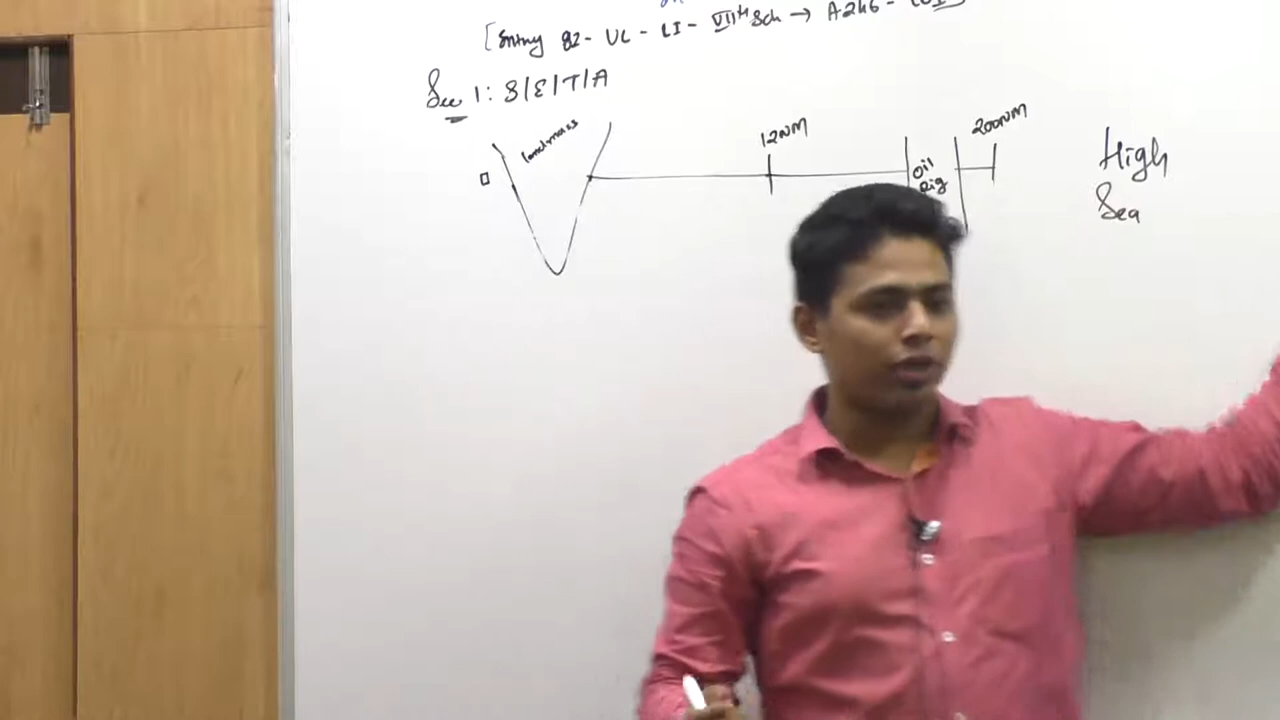 [Entry 82 - UL - LI - VIIth Sch → A246 - COI]
Sec 1: S/E/T/A
landmass
12NM
200NM
Oil
Rig
High
Sea